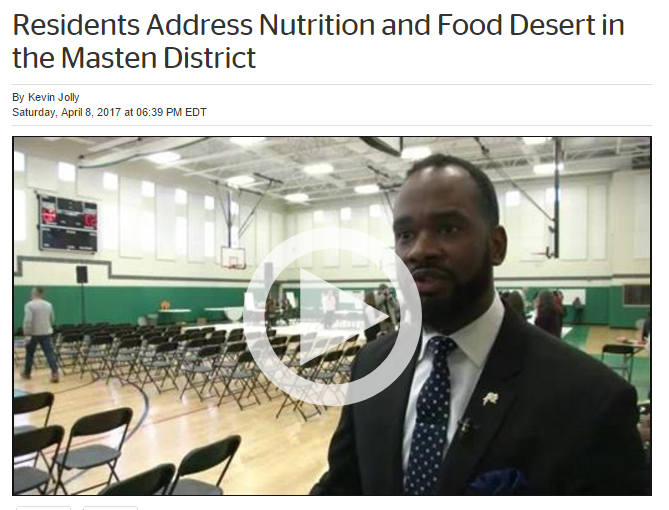 Residents Address Nutrition and Food Desert in
the Masten District
By Kevin Jolly
Saturday, April 8, 2017 at 06:39 PM EDT